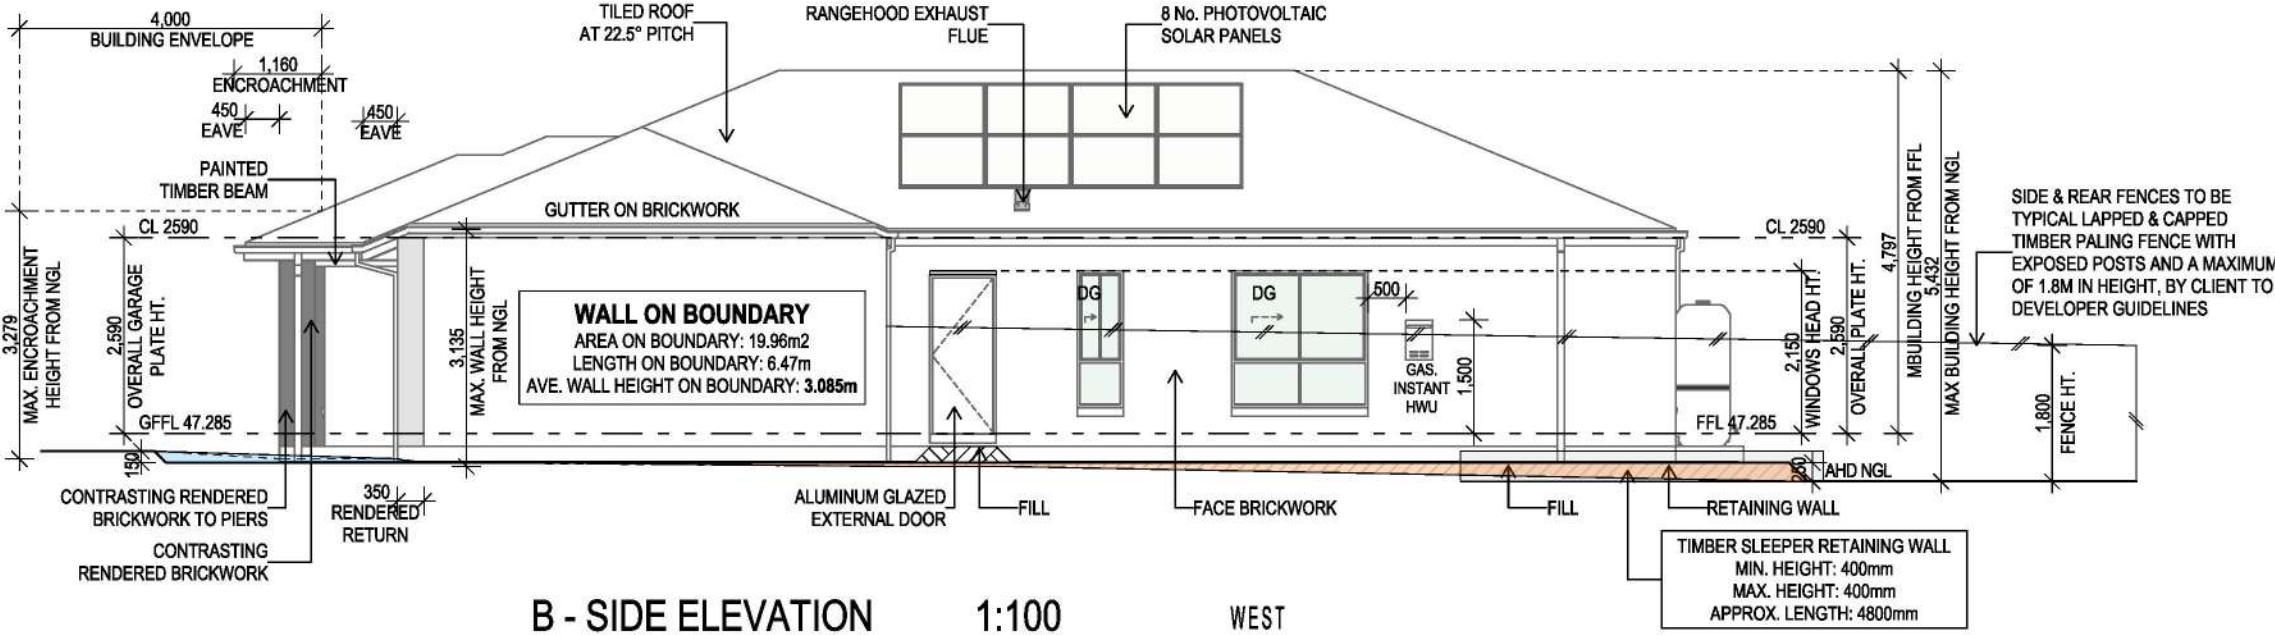 4,000
BUILDING ENVELOPE
1,160
ENCROACHMENT
450
EAVE
450
EAVE
TILED ROOF
AT 22.5° PITCH
RANGEHOOD EXHAUST
FLUE
8 No. PHOTOVOLTAIC
SOLAR PANELS
PAINTED
TIMBER BEAM
GUTTER ON BRICKWORK
CL 2590
CL 2590
3,279
MAX. ENCROACHMENT
HEIGHT FROM NGL
2,590
OVERALL GARAGE
PLATE HT.
3,135
MAX. WALL HEIGHT
FROM NGL
WALL ON BOUNDARY
AREA ON BOUNDARY: 19.96m2
LENGTH ON BOUNDARY: 6.47m
AVE. WALL HEIGHT ON BOUNDARY: 3.085m
DG
DG
500
GAS.
INSTANT
HWU
1,500
2,150
WINDOWS HEAD HT.
2,590
OVERALL PLATE HT.
4,797
MBUILDING HEIGHT FROM FFL
5,432
MAX BUILDING HEIGHT FROM NGL
SIDE & REAR FENCES TO BE
TYPICAL LAPPED & CAPPED
TIMBER PALING FENCE WITH
EXPOSED POSTS AND A MAXIMUM
OF 1.8M IN HEIGHT, BY CLIENT TO
DEVELOPER GUIDELINES
1,800
FENCE HT.
GFFL 47.285
FFL 47.285
150
AHD NGL
CONTRASTING RENDERED
BRICKWORK TO PIERS
350
RENDERED
RETURN
CONTRASTING
RENDERED BRICKWORK
ALUMINUM GLAZED
EXTERNAL DOOR
FILL
FACE BRICKWORK
FILL
RETAINING WALL
TIMBER SLEEPER RETAINING WALL
MIN. HEIGHT: 400mm
MAX. HEIGHT: 400mm
APPROX. LENGTH: 4800mm
B - SIDE ELEVATION 1:100 WEST